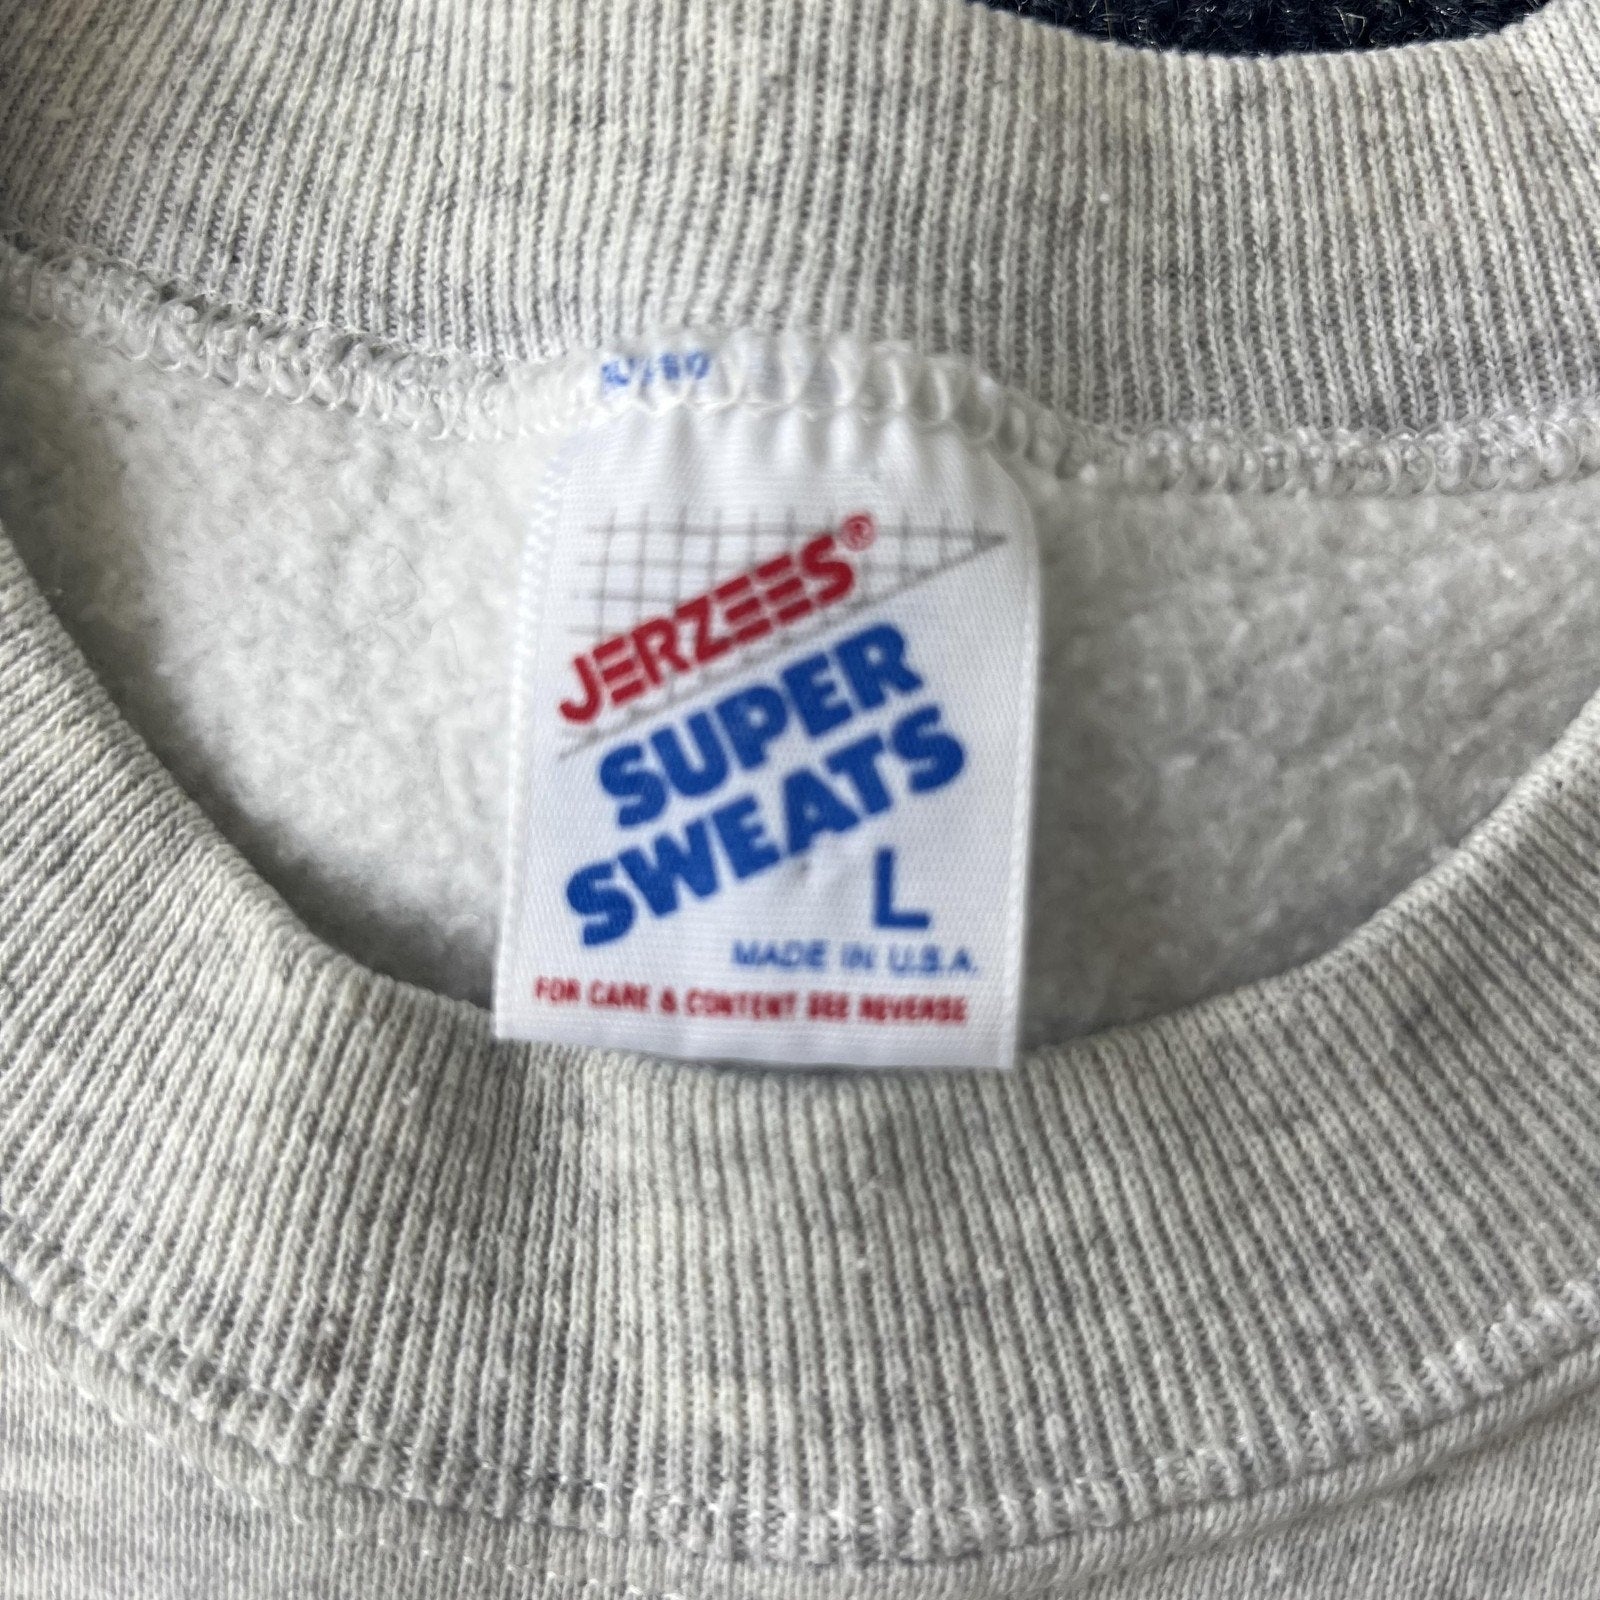 JERZEES®
SUPER
SWEATS
L
MADE IN U.S.A.
FOR CARE & CONTENT SEE REVERSE